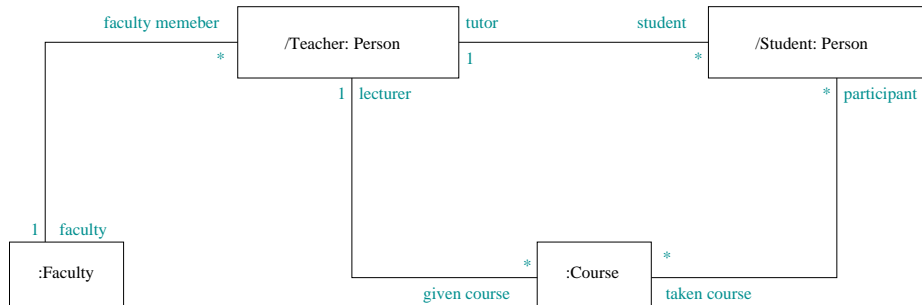 faculty memeber
tutor
student
/Teacher: Person
/Student: Person
*
1
*
1
lecturer
*
participant
1
faculty
:Faculty
:Course
*
*
given course
taken course